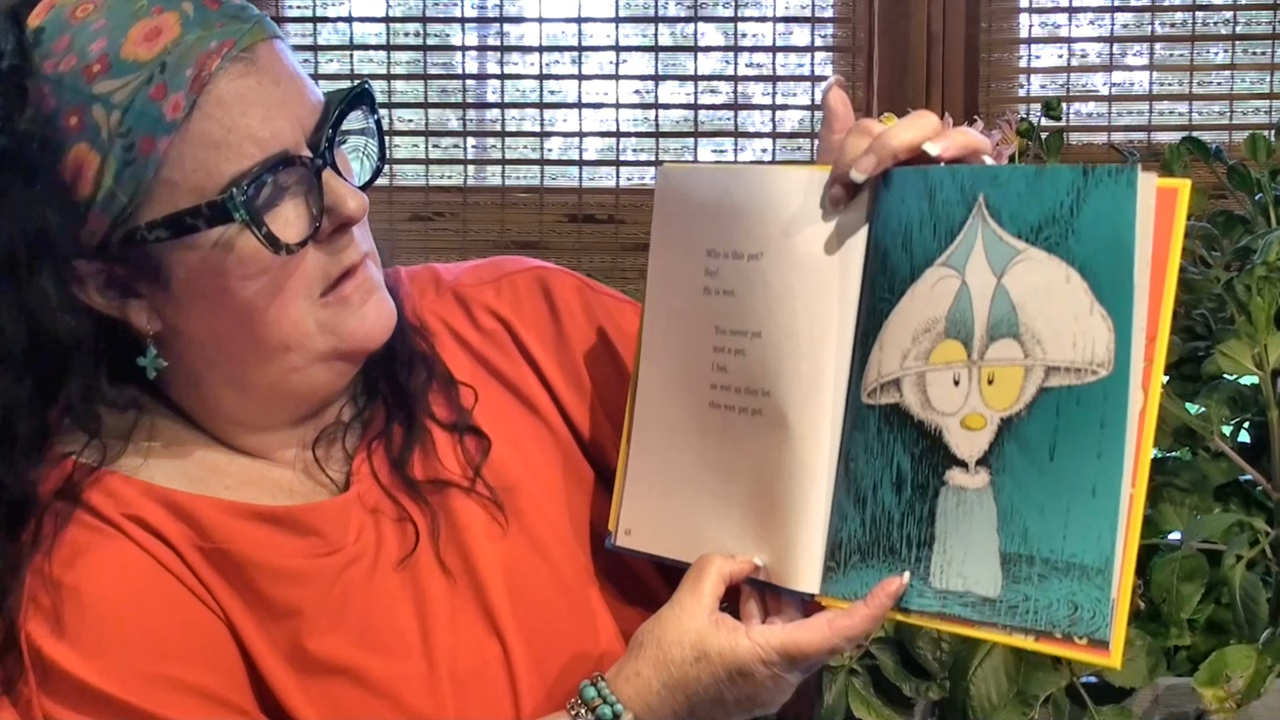 Who is this pet?
Say!
He is wet.
You never yet
met a pet,
I bet,
as wet as they let
this wet pet get.